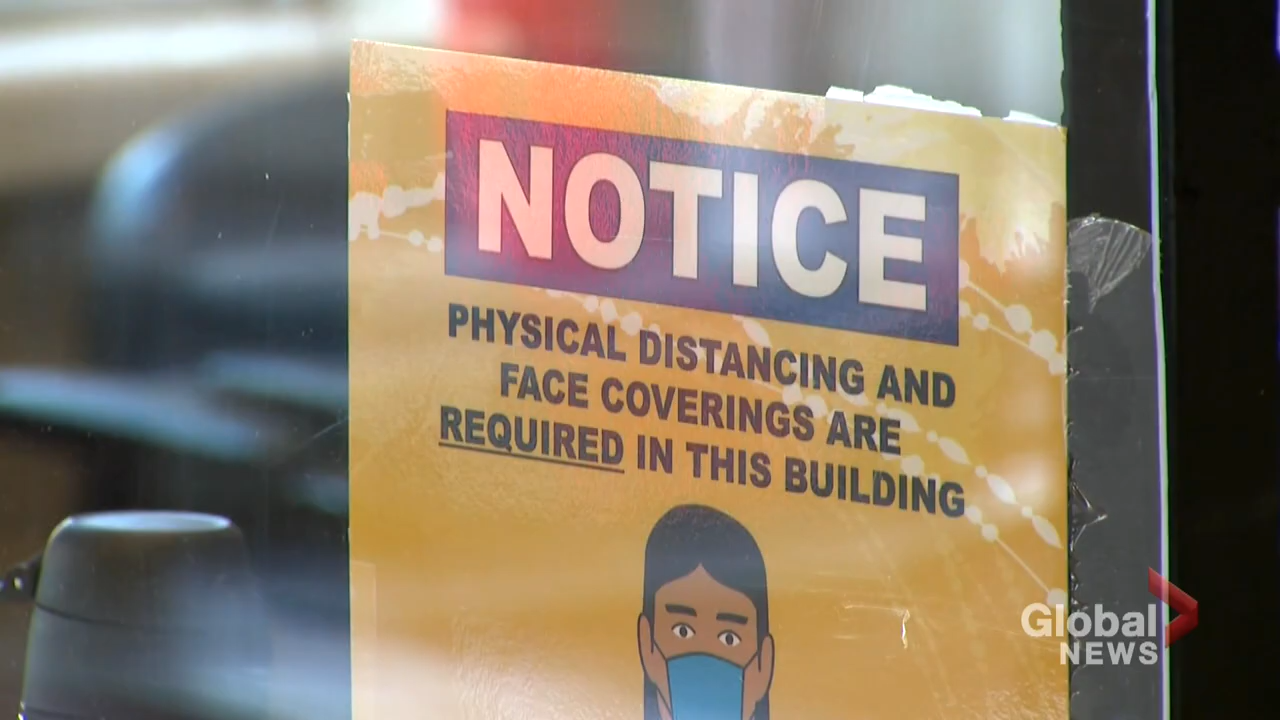 NOTICE
PHYSICAL DISTANCING AND
FACE COVERINGS ARE
REQUIRED IN THIS BUILDING
Global
NEWS